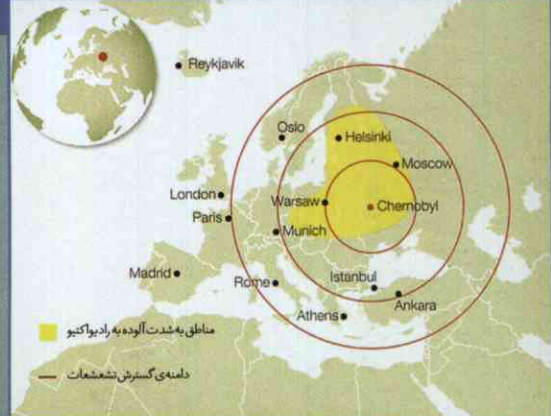 Reykjavik
Oslo
Helsinki
Moscow
London
Warsaw
Chernobyl
Paris
Munich
Madrid
Rome
Istanbul
Ankara
Athens
مناطق به شدت آلوده به رادیواکتیو
دامنه‌ی گسترش تشعشعات